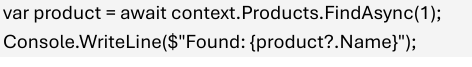 var product = await context.Products.FindAsync(1);
Console.WriteLine($"Found: {product?.Name}");